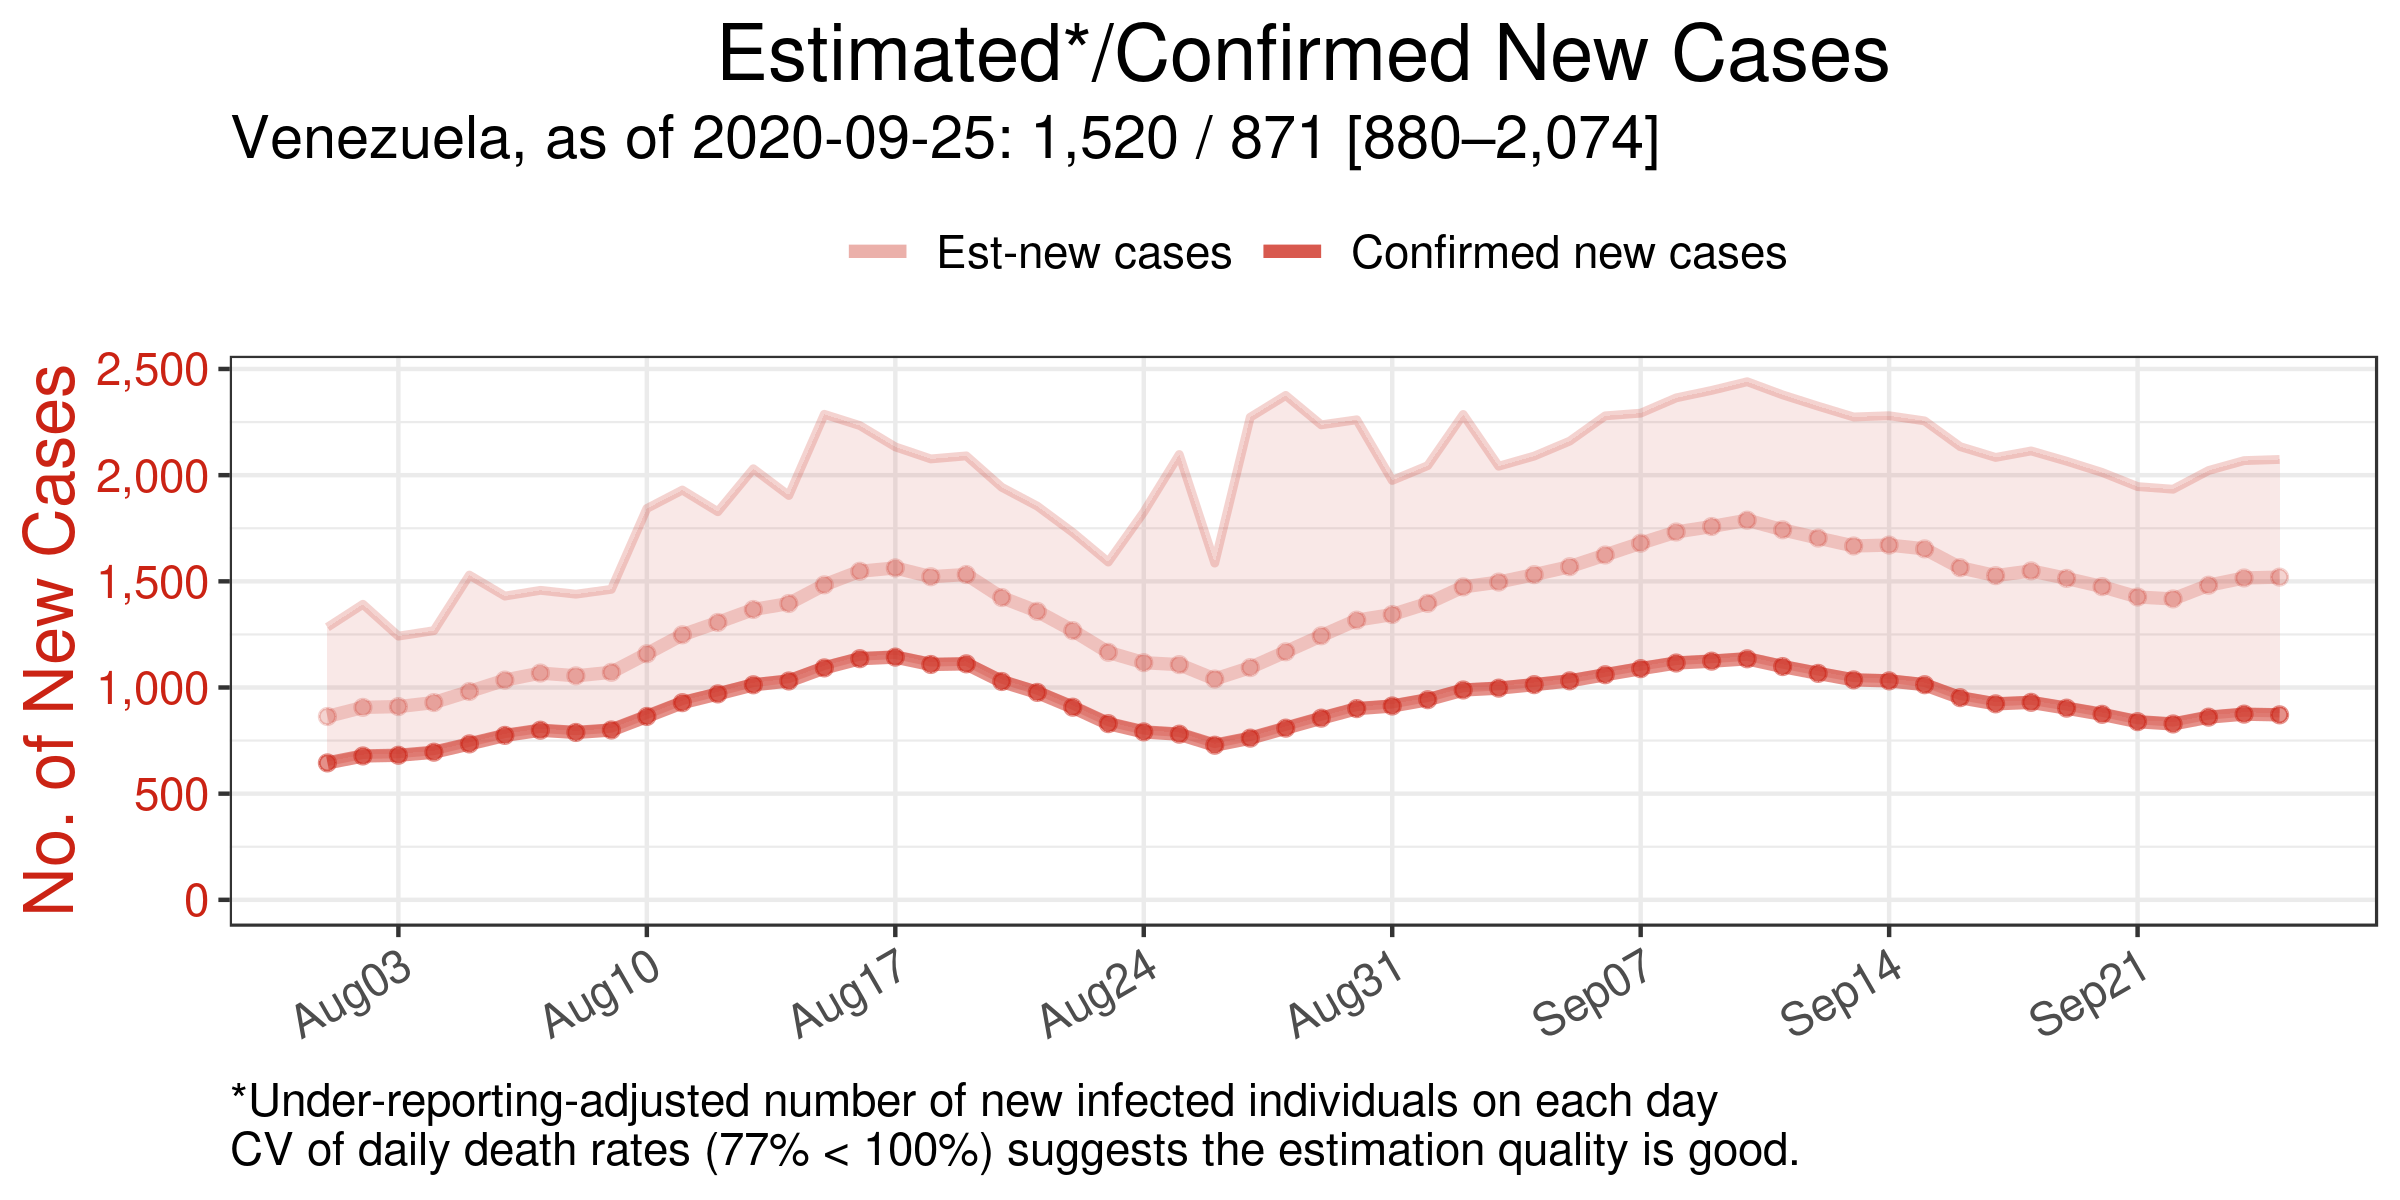 Estimated*/Confirmed New Cases
Venezuela, as of 2020-09-25: 1,520 / 871 [880–2,074]
Est-new cases Confirmed new cases
No. of New Cases
2,500
2,000
1,500
1,000
500
0
Aug03 Aug10 Aug17 Aug24 Aug31 Sep07 Sep14 Sep21
*Under-reporting-adjusted number of new infected individuals on each day
CV of daily death rates (77% < 100%) suggests the estimation quality is good.